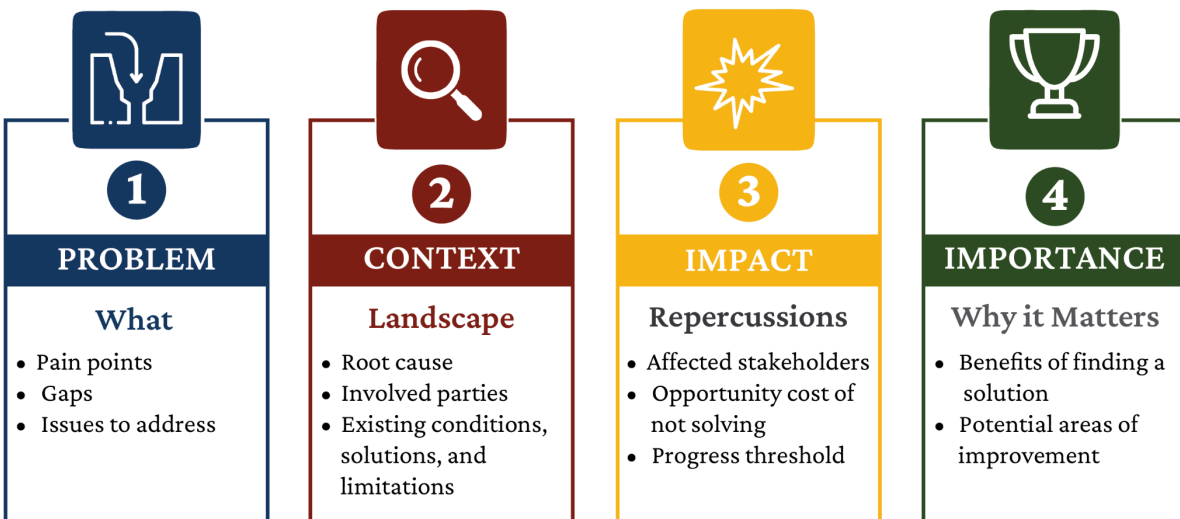 1
PROBLEM
What
• Pain points
• Gaps
• Issues to address
2
CONTEXT
Landscape
• Root cause
• Involved parties
• Existing conditions,
solutions, and
limitations
3
IMPACT
Repercussions
• Affected stakeholders
• Opportunity cost of
not solving
• Progress threshold
4
IMPORTANCE
Why it Matters
• Benefits of finding a
solution
• Potential areas of
improvement